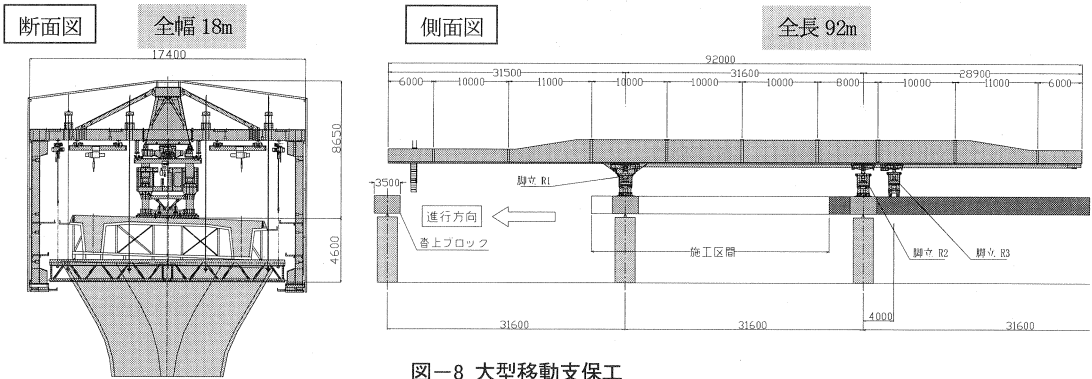 断面図
全幅 18m
17400
8650
4600
側面図
全長 92m
92000
31500
31600
28900
6000
10000
11000
10000
10000
10000
8000
10000
11000
6000
脚立 R1
3500
進行方向
沓上ブロック
施工区間
脚立 R2
脚立 R3
4000
31600
31600
31600
図－8 大型移動支保工